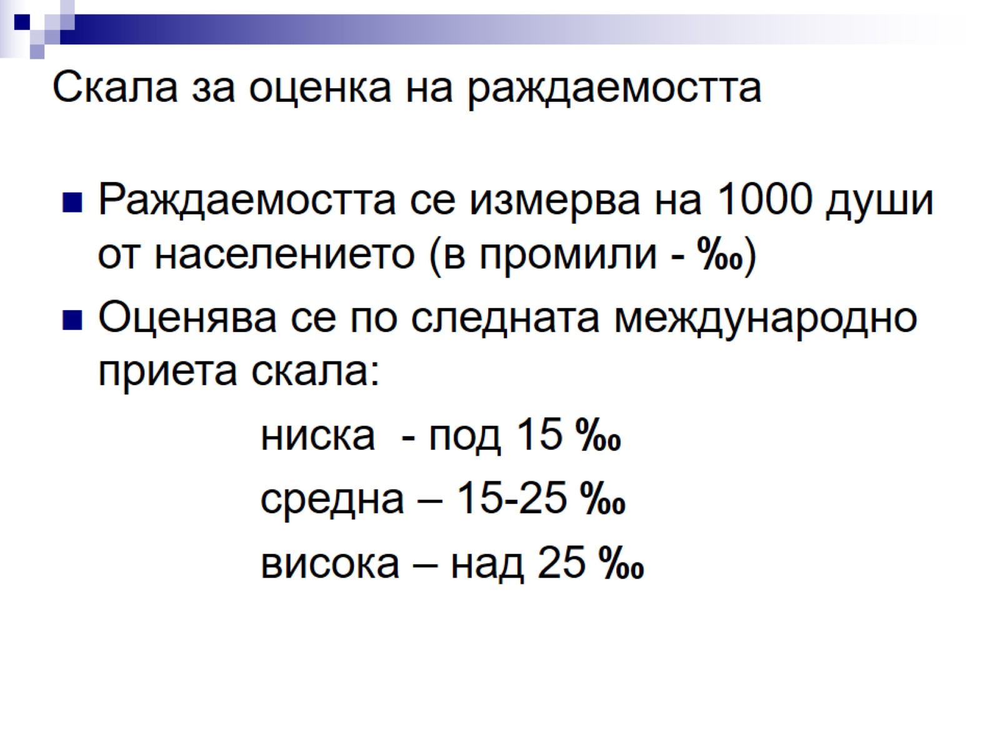 Скала за оценка на раждаемостта
Раждаемостта се измерва на 1000 души
от населението (в промили - ‰)
Оценява се по следната международно
приета скала:
ниска  - под 15 ‰
средна – 15-25 ‰
висока – над 25 ‰